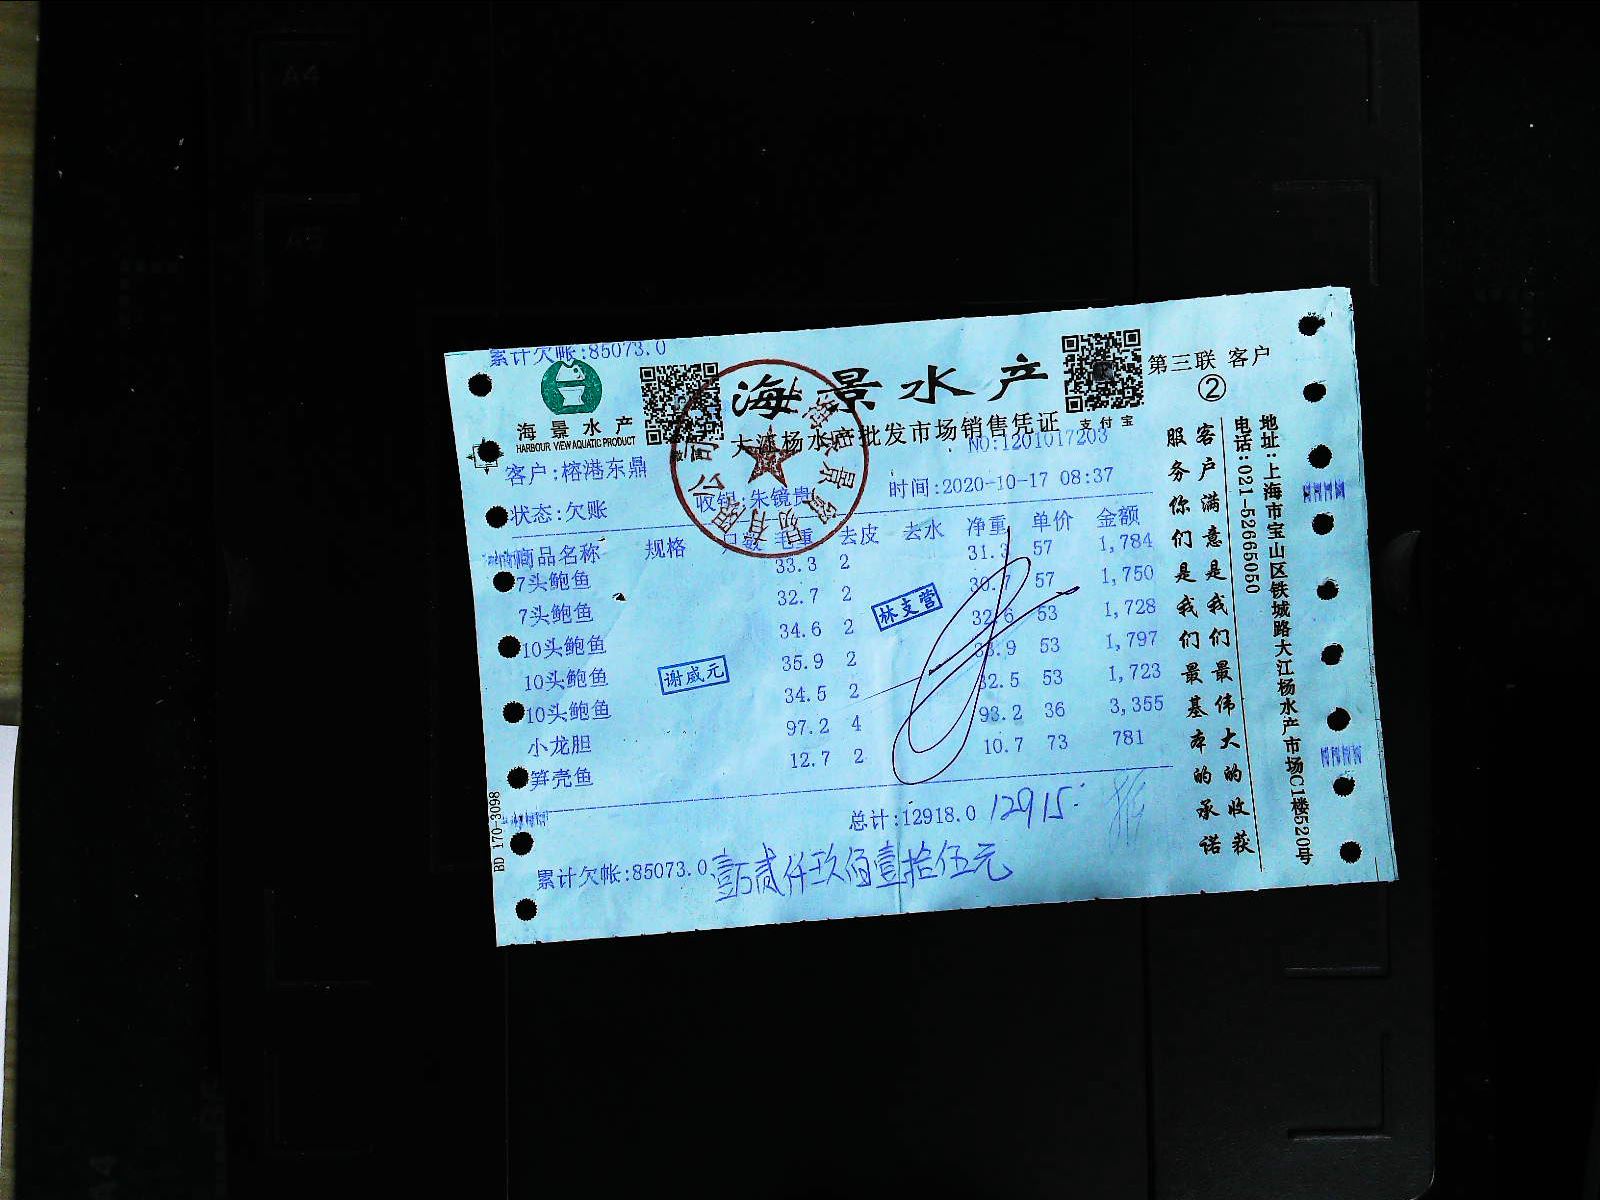 累计欠帐:85073.0
海景水产
HARBOUR VIEW AQUATIC PRODUCT
海景水产
支付宝
第三联 客户
②
大江杨水产批发市场销售凭证
NO:1201017203
客户:榕港东鼎
状态:欠账
收银:朱镜贵
时间:2020-10-17 08:37
商品名称 规格 只数 毛重 去皮 去水 净重 单价 金额
7头鲍鱼 33.3 2 31.3 57 1,784
7头鲍鱼 32.7 2 30.7 57 1,750
10头鲍鱼 34.6 2 32.6 53 1,728
10头鲍鱼 35.9 2 33.9 53 1,797
10头鲍鱼 34.5 2 32.5 53 1,723
小龙胆 97.2 4 93.2 36 3,355
笋壳鱼 12.7 2 10.7 73 781
林支营
谢威元
总计:12918.0 12915
累计欠帐:85073.0 壹万贰仟玖佰壹拾伍元
客户满意是我们最伟大的收获
服务你们是我们最基本的承诺
电话:021-52665050
地址:上海市宝山区铁城路大江杨水产市场C1楼520号
BD 170-3098